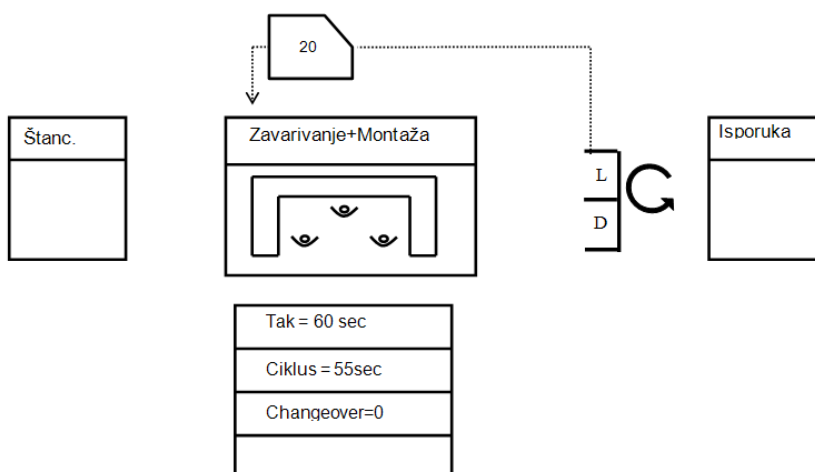 20
Štanc.
Zavarivanje+Montaža
Isporuka
L
D
Tak = 60 sec
Ciklus = 55sec
Changeover=0